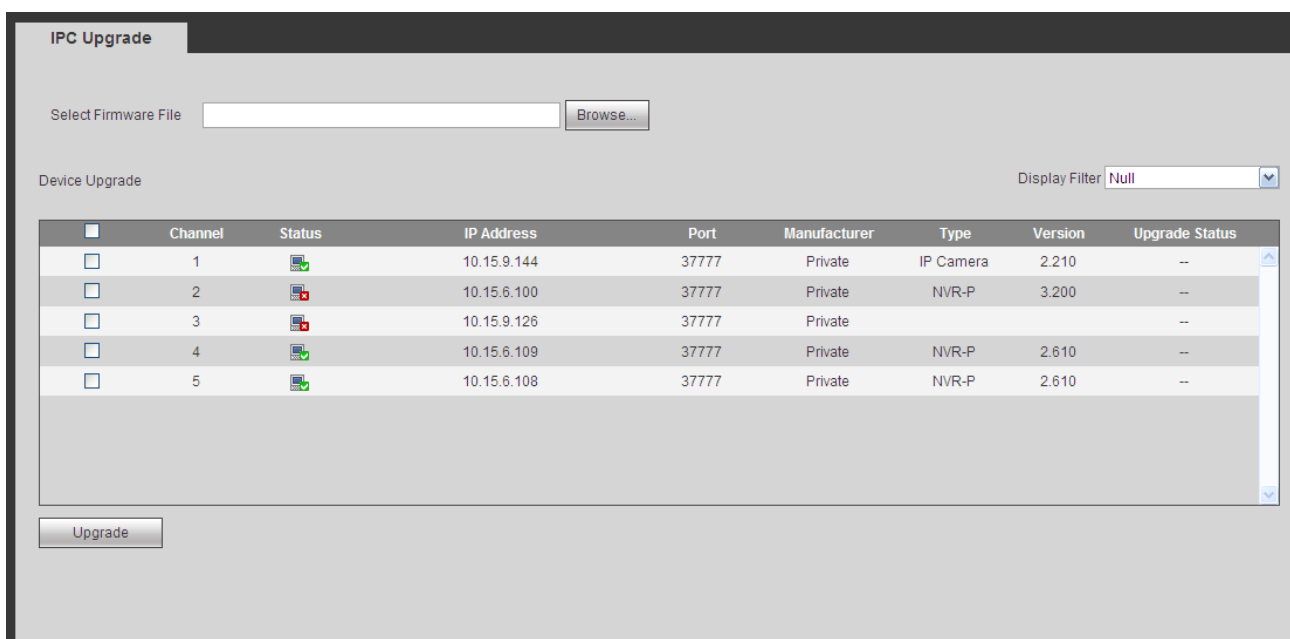 IPC Upgrade
Select Firmware File Browse...
Device Upgrade Display Filter Null
Channel Status IP Address Port Manufacturer Type Version Upgrade Status
1 10.15.9.144 37777 Private IP Camera 2.210 --
2 10.15.6.100 37777 Private NVR-P 3.200 --
3 10.15.9.126 37777 Private --
4 10.15.6.109 37777 Private NVR-P 2.610 --
5 10.15.6.108 37777 Private NVR-P 2.610 --
Upgrade